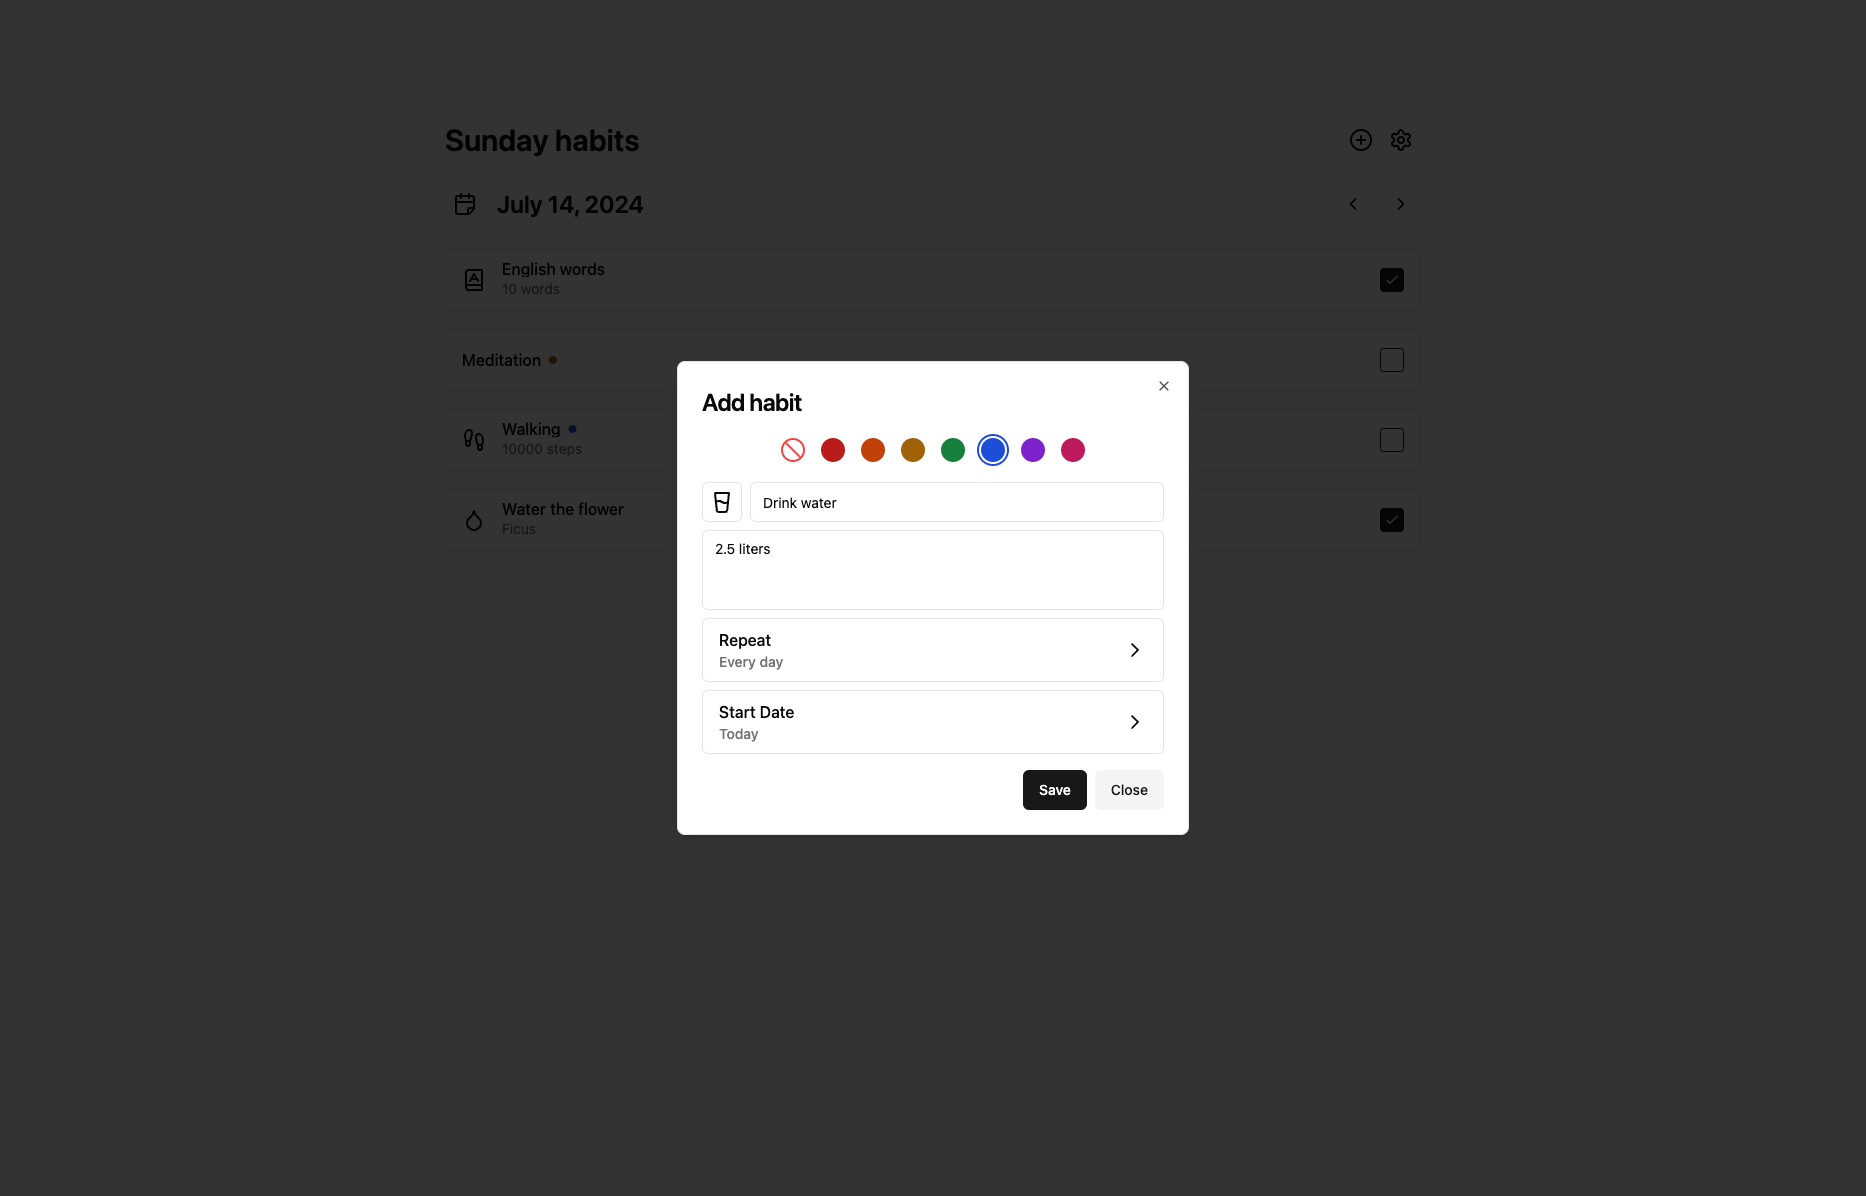 Sunday habits
July 14, 2024
English words
10 words
Meditation
Walking
10000 steps
Water the flower
Ficus
Add habit
Drink water
2.5 liters
Repeat
Every day
Start Date
Today
Save
Close